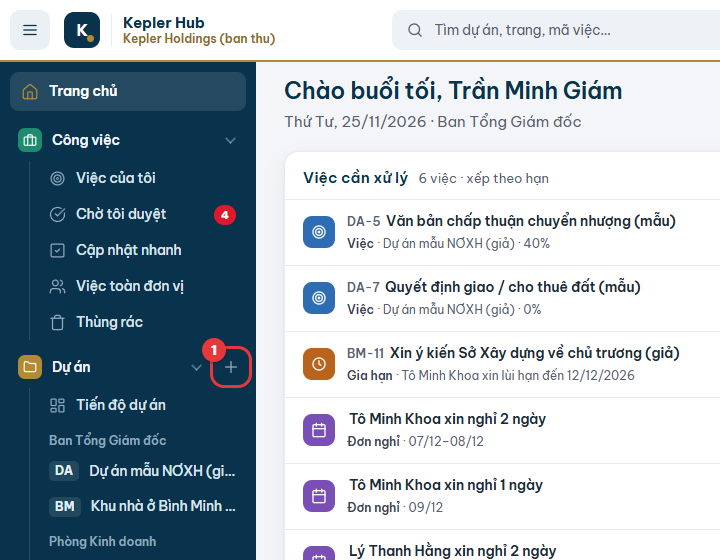 K
Kepler Hub
Kepler Holdings (ban thu)
Tìm dự án, trang, mã việc...
Trang chủ
Công việc
Việc của tôi
Chờ tôi duyệt
4
Cập nhật nhanh
Việc toàn đơn vị
Thùng rác
1
Dự án
Tiến độ dự án
Ban Tổng Giám đốc
DA Dự án mẫu NƠXH (gi...
BM Khu nhà ở Bình Minh ...
Phòng Kinh doanh
Chào buổi tối, Trần Minh Giám
Thứ Tư, 25/11/2026 · Ban Tổng Giám đốc
Việc cần xử lý 6 việc · xếp theo hạn
DA-5 Văn bản chấp thuận chuyển nhượng (mẫu)
Việc · Dự án mẫu NƠXH (giả) · 40%
DA-7 Quyết định giao / cho thuê đất (mẫu)
Việc · Dự án mẫu NƠXH (giả) · 0%
BM-11 Xin ý kiến Sở Xây dựng về chủ trương (giả)
Gia hạn · Tô Minh Khoa xin lùi hạn đến 12/12/2026
Tô Minh Khoa xin nghỉ 2 ngày
Đơn nghỉ · 07/12–08/12
Tô Minh Khoa xin nghỉ 1 ngày
Đơn nghỉ · 09/12
Lý Thanh Hằng xin nghỉ 2 ngày